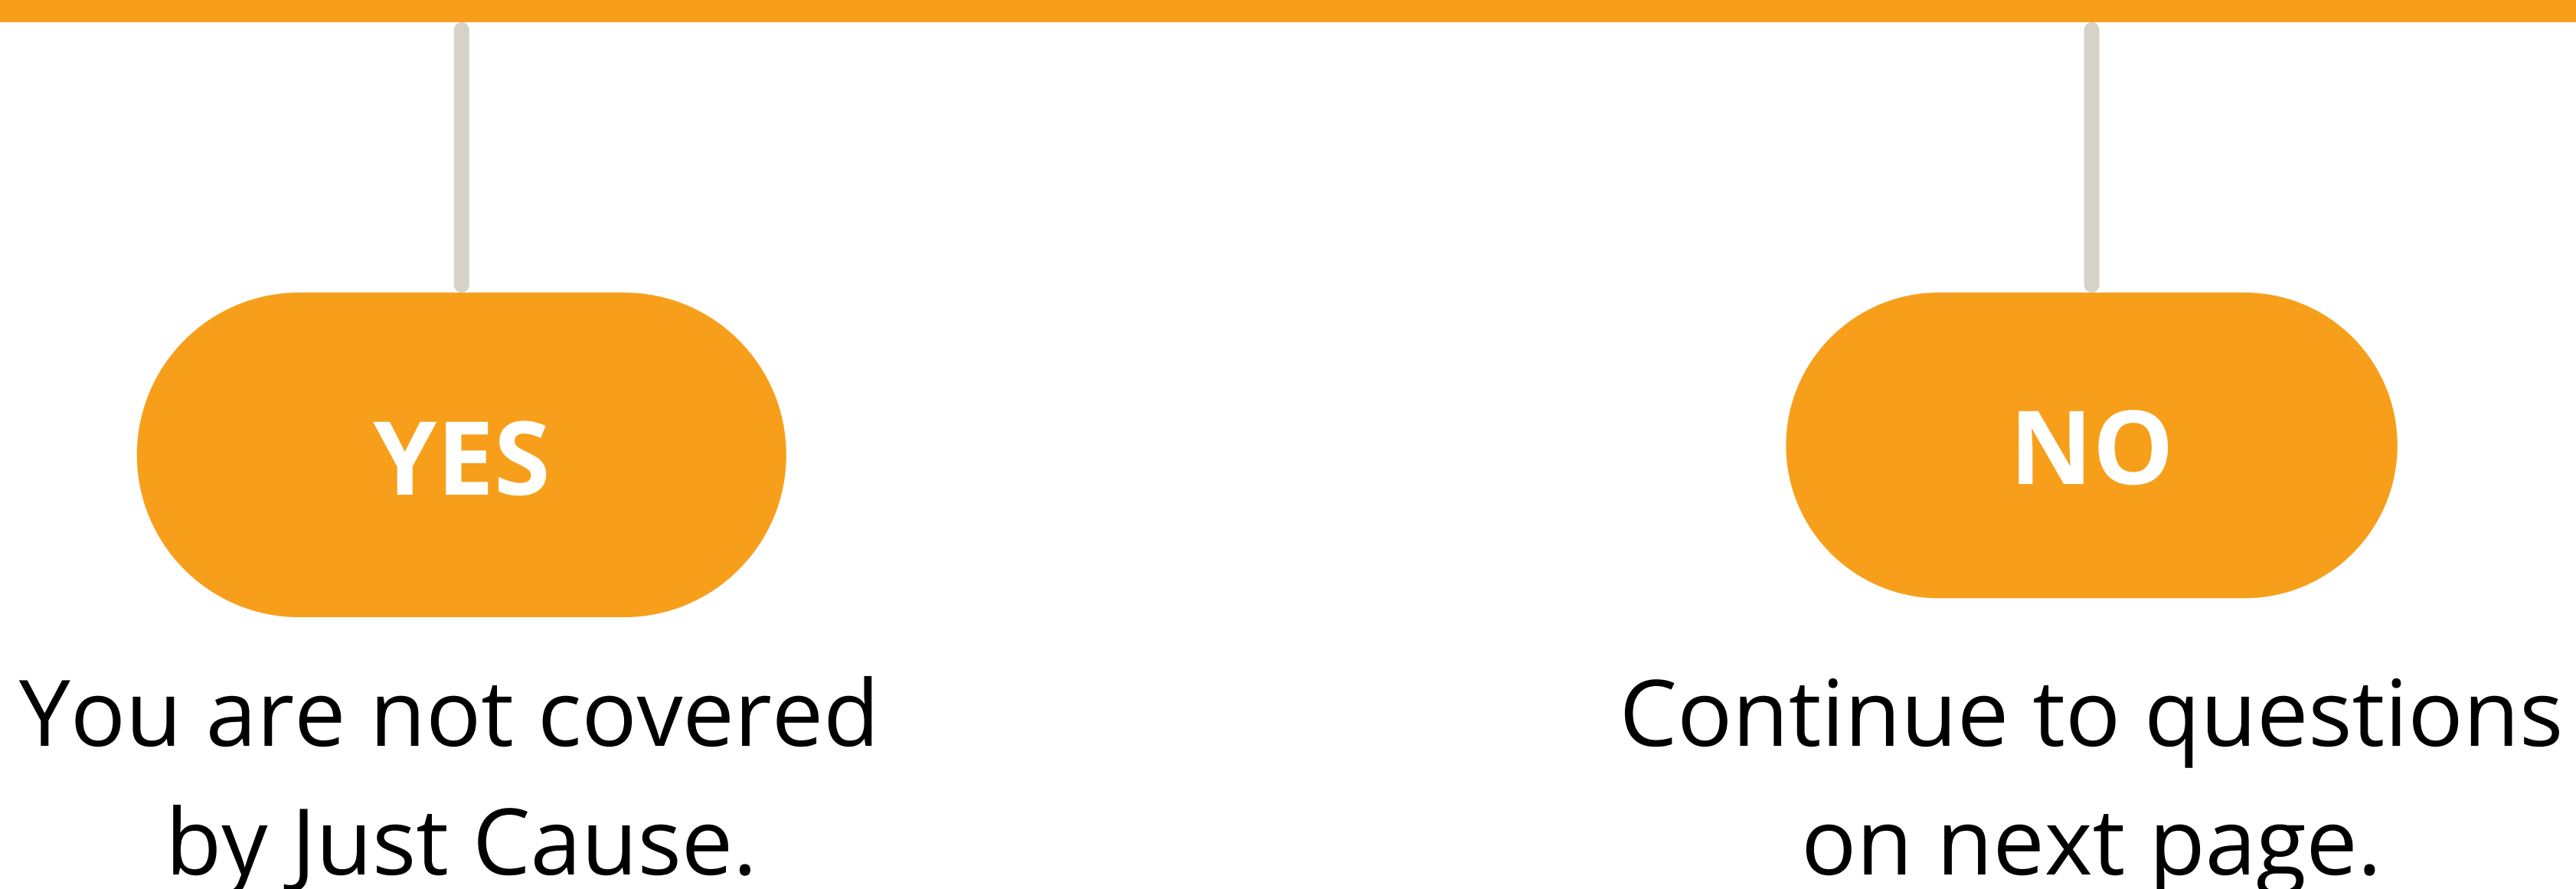 YES
You are not covered
by Just Cause.
NO
Continue to questions
on next page.